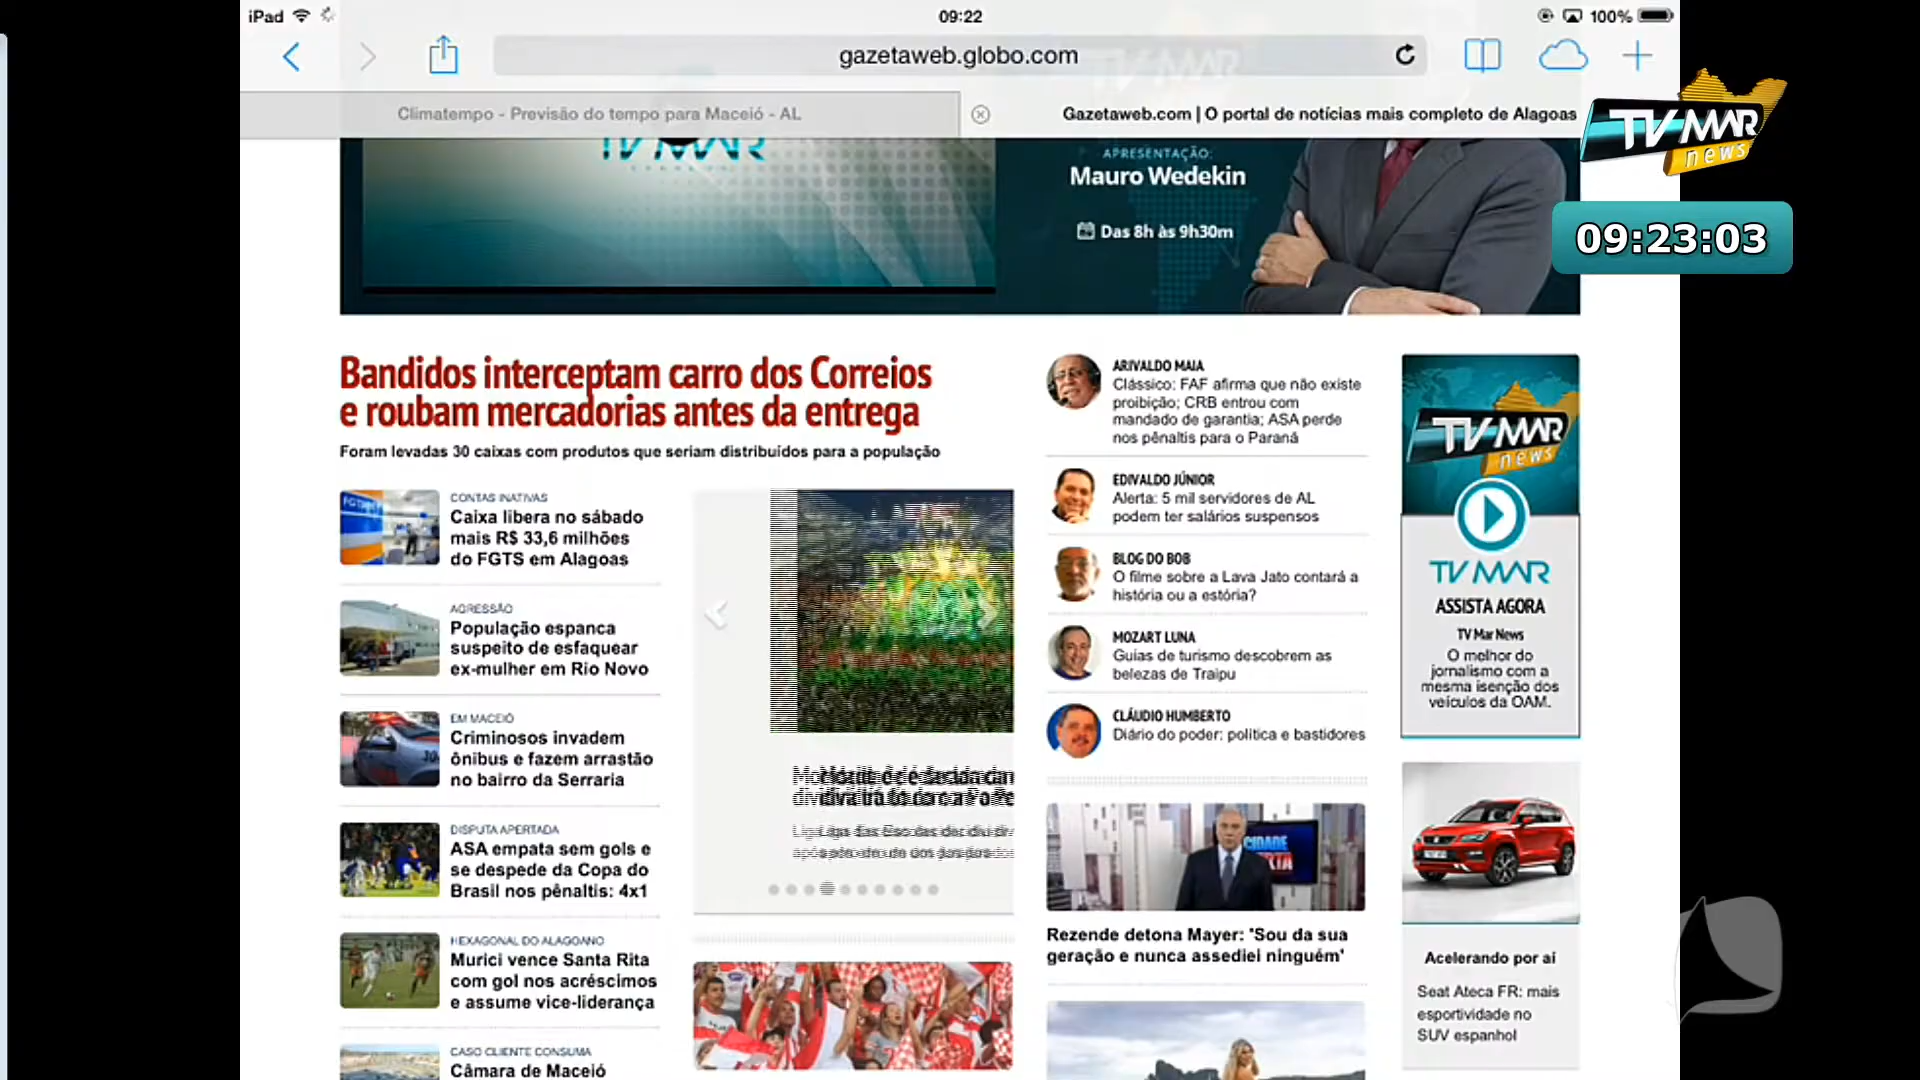 iPad
09:22
100%
gazetaweb.globo.com
Climatempo - Previsão do tempo para Maceió - AL
Gazetaweb.com | O portal de notícias mais completo de Alagoas
TV MAR
news
09:23:03
TV MAR
APRESENTAÇÃO:
Mauro Wedekin
Das 8h às 9h30m
Bandidos interceptam carro dos Correios
e roubam mercadorias antes da entrega
Foram levadas 30 caixas com produtos que seriam distribuídos para a população
CONTAS INATIVAS
Caixa libera no sábado
mais R$ 33,6 milhões
do FGTS em Alagoas
AGRESSÃO
População espanca
suspeito de esfaquear
ex-mulher em Rio Novo
EM MACEIÓ
Criminosos invadem
ônibus e fazem arrastão
no bairro da Serraria
DISPUTA APERTADA
ASA empata sem gols e
se despede da Copa do
Brasil nos pênaltis: 4x1
HEXAGONAL DO ALAGOANO
Murici vence Santa Rita
com gol nos acréscimos
e assume vice-liderança
CASO CLIENTE CONSUMA
Câmara de Maceió
ARIVALDO MAIA
Clássico: FAF afirma que não existe
proibição; CRB entrou com
mandado de garantia; ASA perde
nos pênaltis para o Paraná
EDIVALDO JÚNIOR
Alerta: 5 mil servidores de AL
podem ter salários suspensos
BLOG DO BOB
O filme sobre a Lava Jato contará a
história ou a estória?
MOZART LUNA
Guias de turismo descobrem as
belezas de Traipu
CLÁUDIO HUMBERTO
Diário do poder: política e bastidores
CIDADE
Rezende detona Mayer: 'Sou da sua
geração e nunca assediei ninguém'
TV MAR
news
TV MAR
ASSISTA AGORA
TV Mar News
O melhor do
jornalismo com a
mesma isenção dos
veículos da OAM.
Acelerando por aí
Seat Ateca FR: mais
esportividade no
SUV espanhol